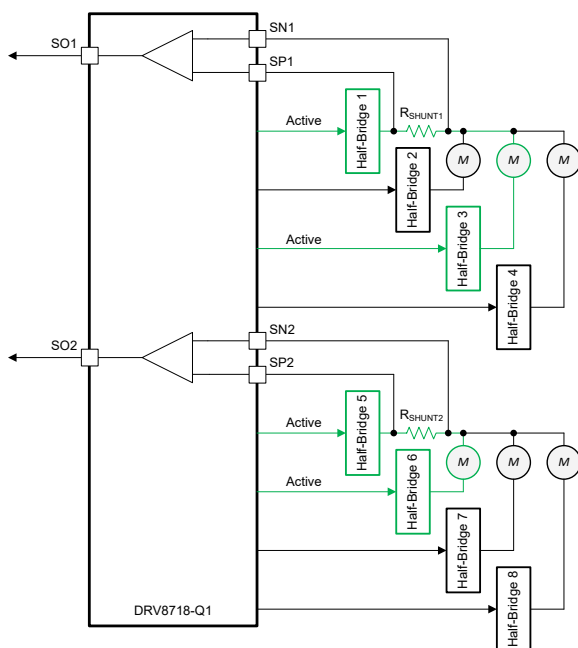 SO1
SN1
SP1
Active
Half-Bridge 1
RSHUNT1
Half-Bridge 2
M
M
M
Active
Half-Bridge 3
Half-Bridge 4
SO2
SN2
SP2
Active
Half-Bridge 5
RSHUNT2
Active
Half-Bridge 6
M
M
M
Half-Bridge 7
Half-Bridge 8
DRV8718-Q1